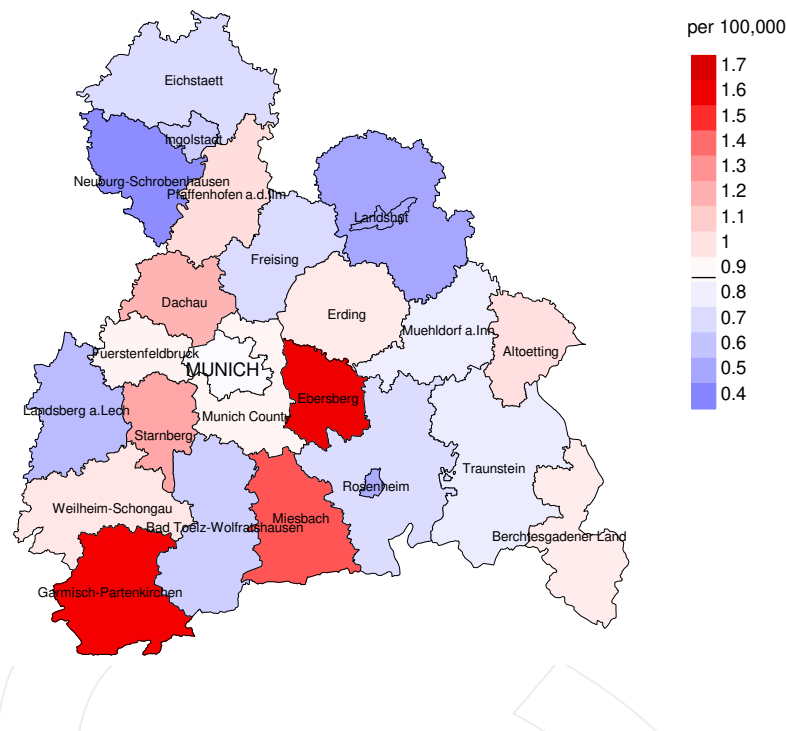 per 100,000
1.7
1.6
1.5
1.4
1.3
1.2
1.1
1
0.9
0.8
0.7
0.6
0.5
0.4
Eichstaett
Ingolstadt
Neuburg-Schrobenhausen
Pfaffenhofen a.d.Ilm
Landshut
Freising
Dachau
Erding
Muehldorf a.Inn
Altoetting
Fuerstenfeldbruck
MUNICH
Ebersberg
Landsberg a.Lech
Munich County
Starnberg
Traunstein
Rosenheim
Weilheim-Schongau
Miesbach
Bad Toelz-Wolfratshausen
Berchtesgadener Land
Garmisch-Partenkirchen